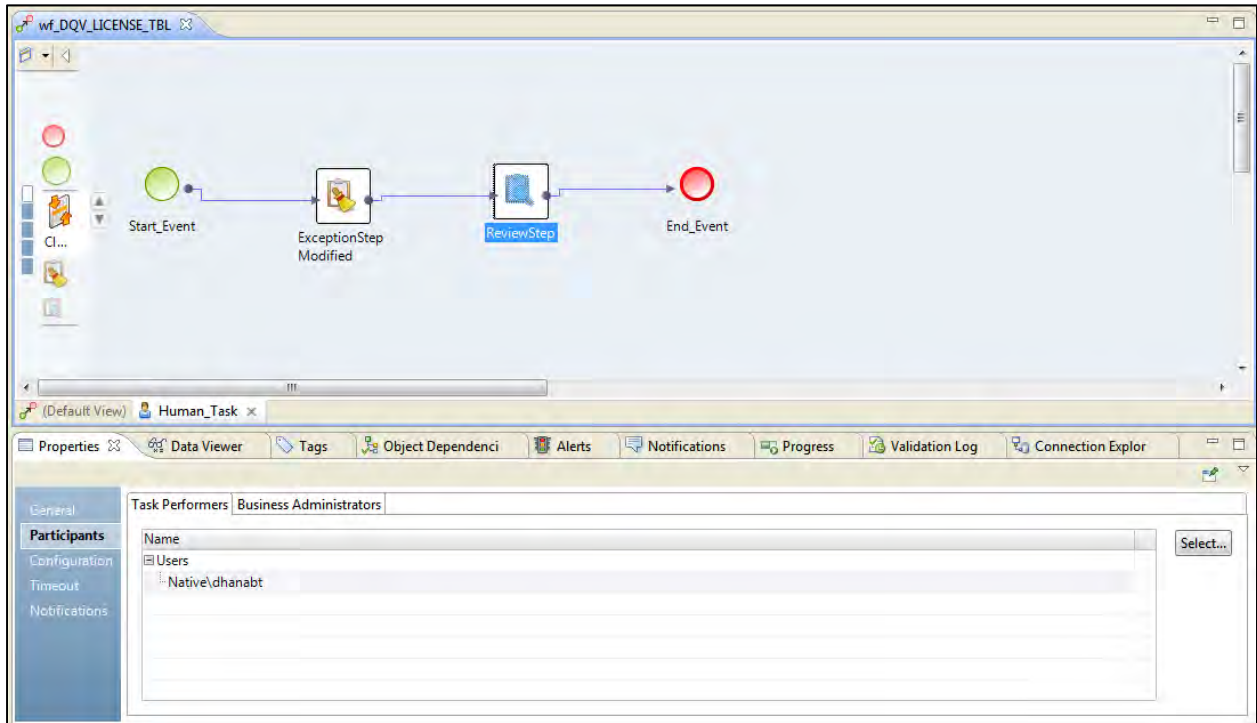 wf_DQV_LICENSE_TBL
Cl...
Start_Event
ExceptionStep
Modified
ReviewStep
End_Event
(Default View) Human_Task
Properties Data Viewer Tags Object Dependenci Alerts Notifications Progress Validation Log Connection Explor
General
Participants
Configuration
Timeout
Notifications
Task Performers Business Administrators
Name
Users
Native\dhanabt
Select...